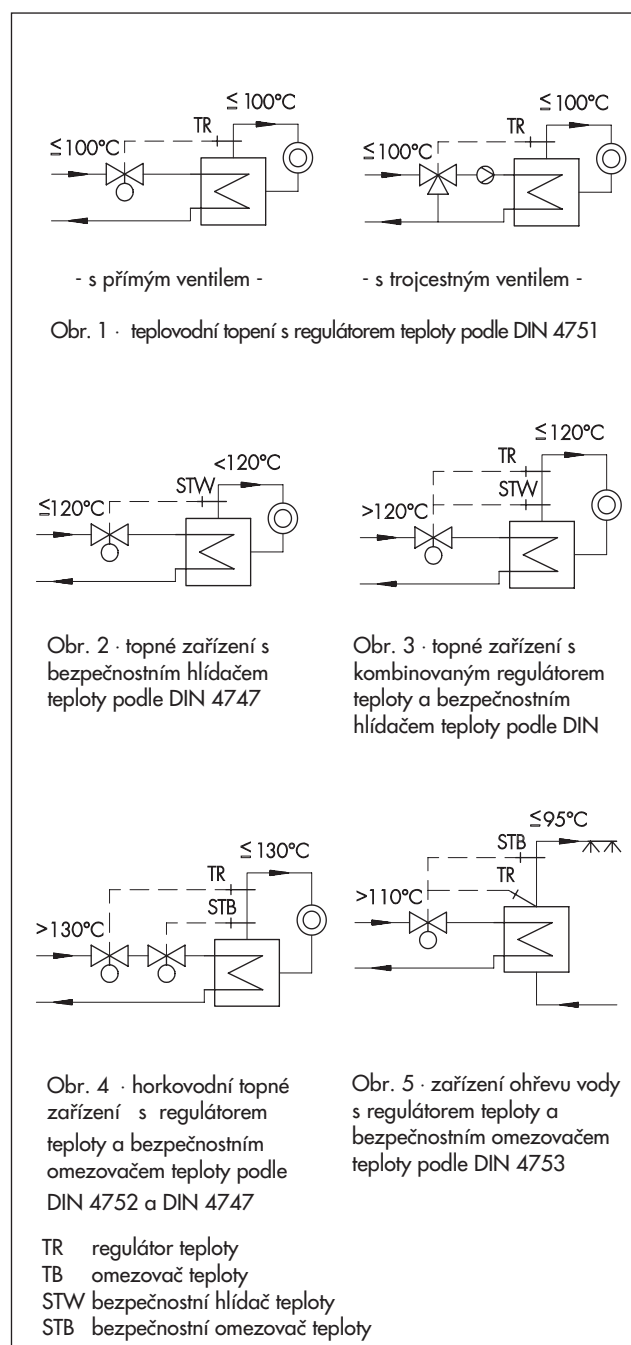 ≤ 100°C
TR
≤100°C
≤ 100°C
TR
≤100°C
- s přímým ventilem -
- s trojcestným ventilem -
Obr. 1 · teplovodní topení s regulátorem teploty podle DIN 4751
<120°C
STW
≤120°C
Obr. 2 · topné zařízení s
bezpečnostním hlídačem
teploty podle DIN 4747
≤120°C
TR
STW
>120°C
Obr. 3 · topné zařízení s
kombinovaným regulátorem
teploty a bezpečnostním
hlídačem teploty podle DIN
≤130°C
TR
STB
>130°C
Obr. 4 · horkovodní topné
zařízení s regulátorem
teploty a bezpečnostním
omezovačem teploty podle
DIN 4752 a DIN 4747
≤95°C
STB
TR
>110°C
Obr. 5 · zařízení ohřevu vody
s regulátorem teploty a
bezpečnostním omezovačem
teploty podle DIN 4753
TR regulátor teploty
TB omezovač teploty
STW bezpečnostní hlídač teploty
STB bezpečnostní omezovač teploty